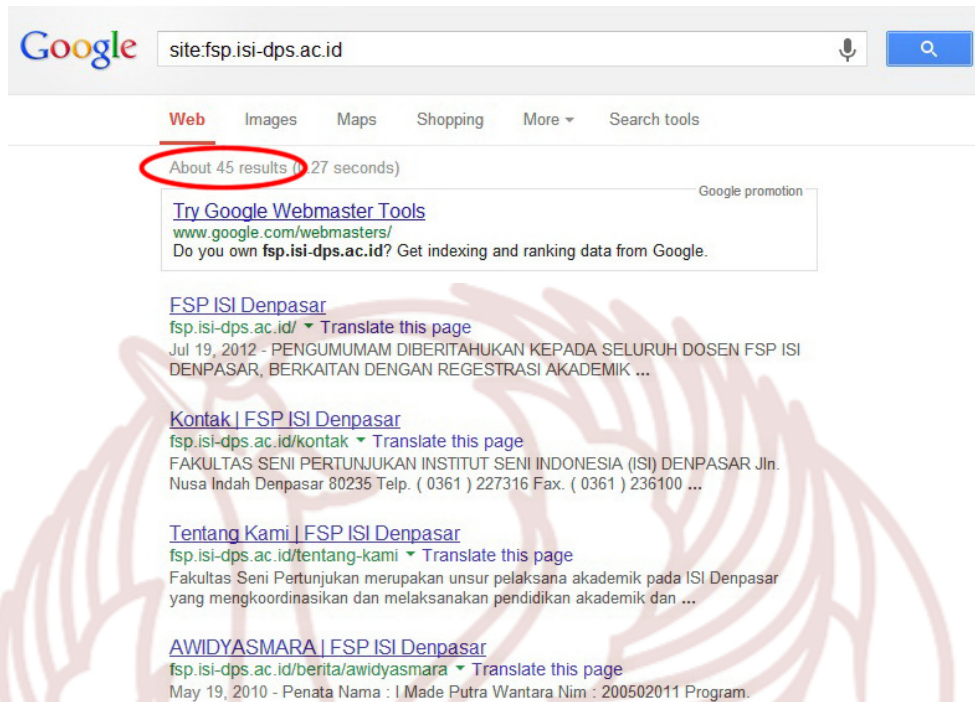 Google site:fsp.isi-dps.ac.id
Web Images Maps Shopping More Search tools
About 45 results (0.27 seconds)
Google promotion
Try Google Webmaster Tools
www.google.com/webmasters/
Do you own fsp.isi-dps.ac.id? Get indexing and ranking data from Google.
FSP ISI Denpasar
fsp.isi-dps.ac.id/ Translate this page
Jul 19, 2012 - PENGUMUMAM DIBERITAHUKAN KEPADA SELURUH DOSEN FSP ISI
DENPASAR, BERKAITAN DENGAN REGESTRASI AKADEMIK ...
Kontak | FSP ISI Denpasar
fsp.isi-dps.ac.id/kontak Translate this page
FAKULTAS SENI PERTUNJUKAN INSTITUT SENI INDONESIA (ISI) DENPASAR Jln.
Nusa Indah Denpasar 80235 Telp. ( 0361 ) 227316 Fax. ( 0361 ) 236100 ...
Tentang Kami | FSP ISI Denpasar
fsp.isi-dps.ac.id/tentang-kami Translate this page
Fakultas Seni Pertunjukan merupakan unsur pelaksana akademik pada ISI Denpasar
yang mengkoordinasikan dan melaksanakan pendidikan akademik dan ...
AWIDYASMARA | FSP ISI Denpasar
fsp.isi-dps.ac.id/berita/awidyasmara Translate this page
May 19, 2010 - Penata Nama : I Made Putra Wantara Nim : 200502011 Program.